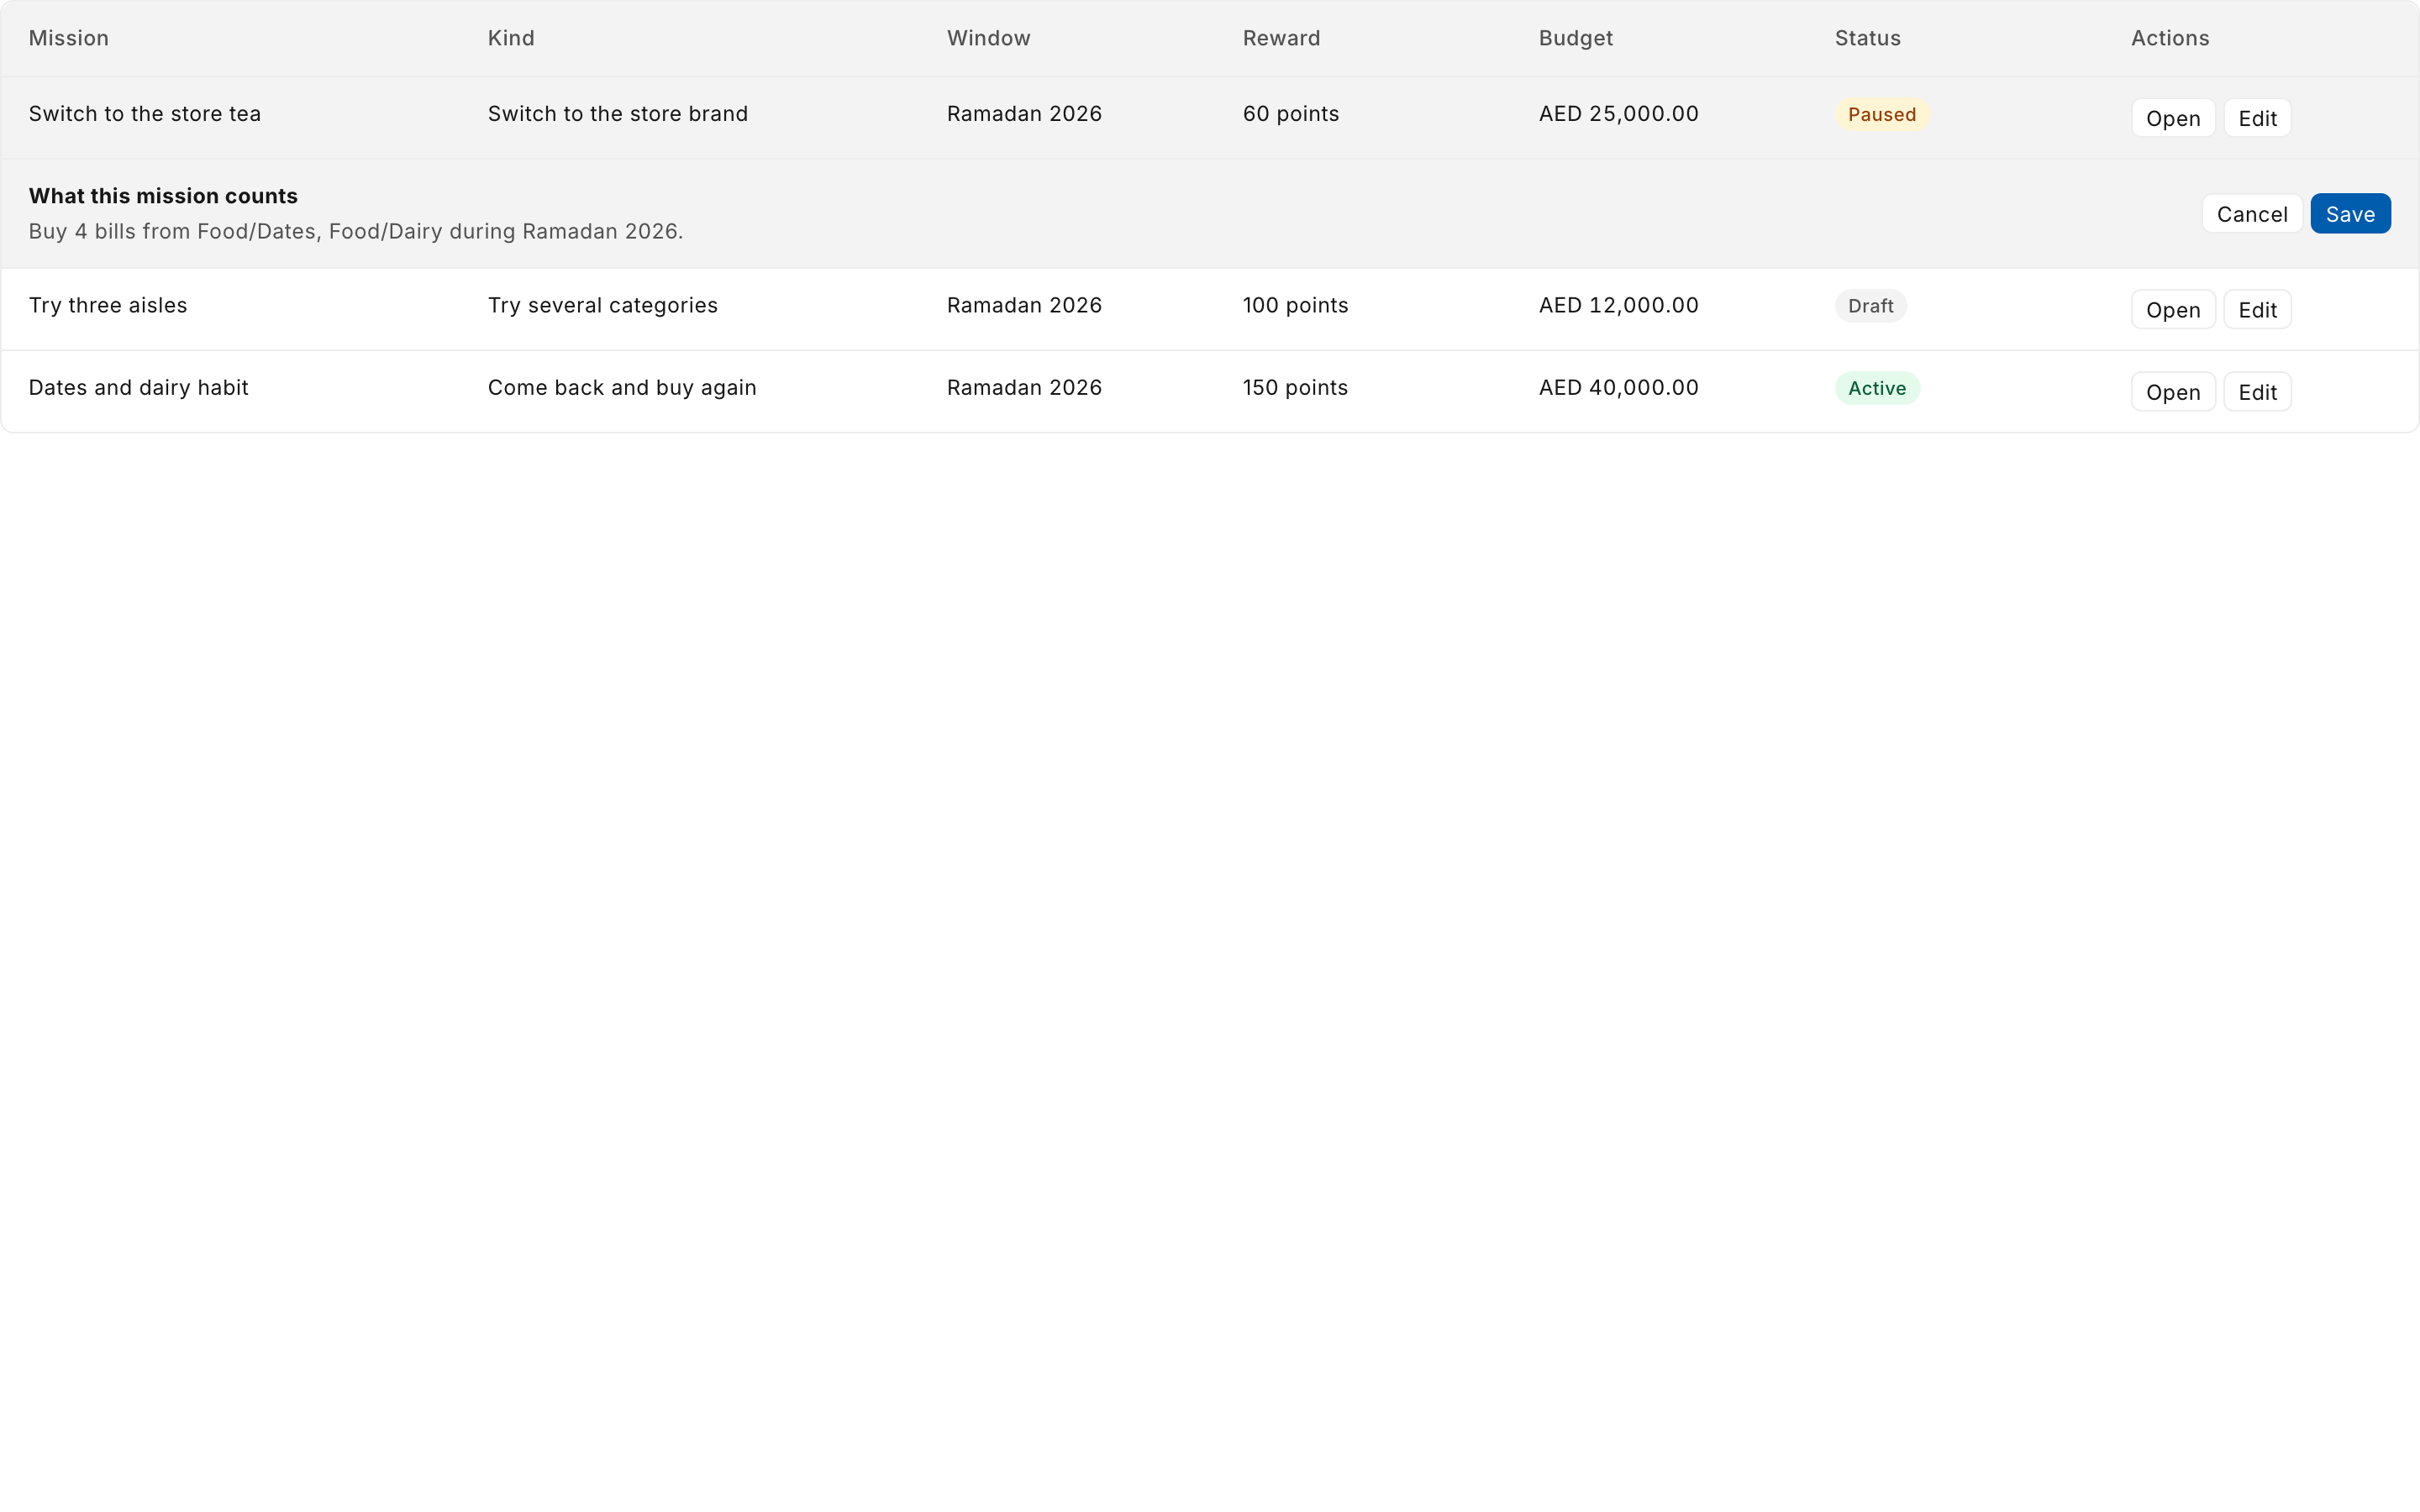 Mission Kind Window Reward Budget Status Actions
Switch to the store tea Switch to the store brand Ramadan 2026 60 points AED 25,000.00 Paused Open Edit
What this mission counts
Buy 4 bills from Food/Dates, Food/Dairy during Ramadan 2026.
Cancel Save
Try three aisles Try several categories Ramadan 2026 100 points AED 12,000.00 Draft Open Edit
Dates and dairy habit Come back and buy again Ramadan 2026 150 points AED 40,000.00 Active Open Edit